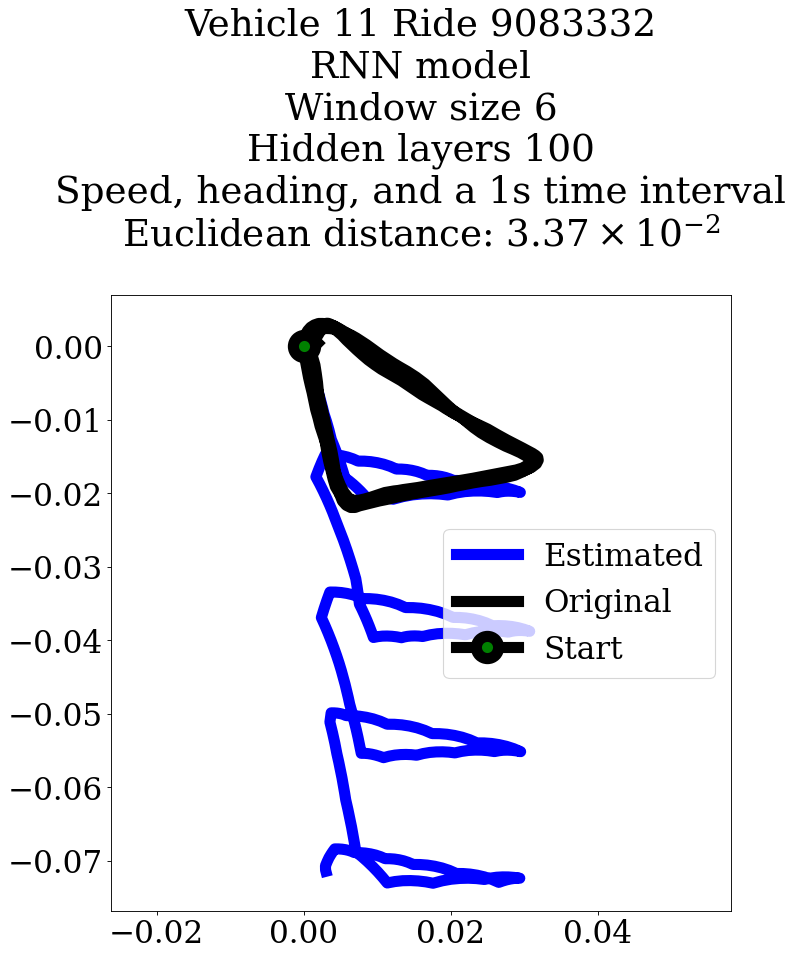 Vehicle 11 Ride 9083332
RNN model
Window size 6
Hidden layers 100
Speed, heading, and a 1s time interval
Euclidean distance: 3.37 × 10⁻²
0.00
−0.01
−0.02
−0.03
−0.04
−0.05
−0.06
−0.07
Estimated
Original
Start
−0.02
0.00
0.02
0.04